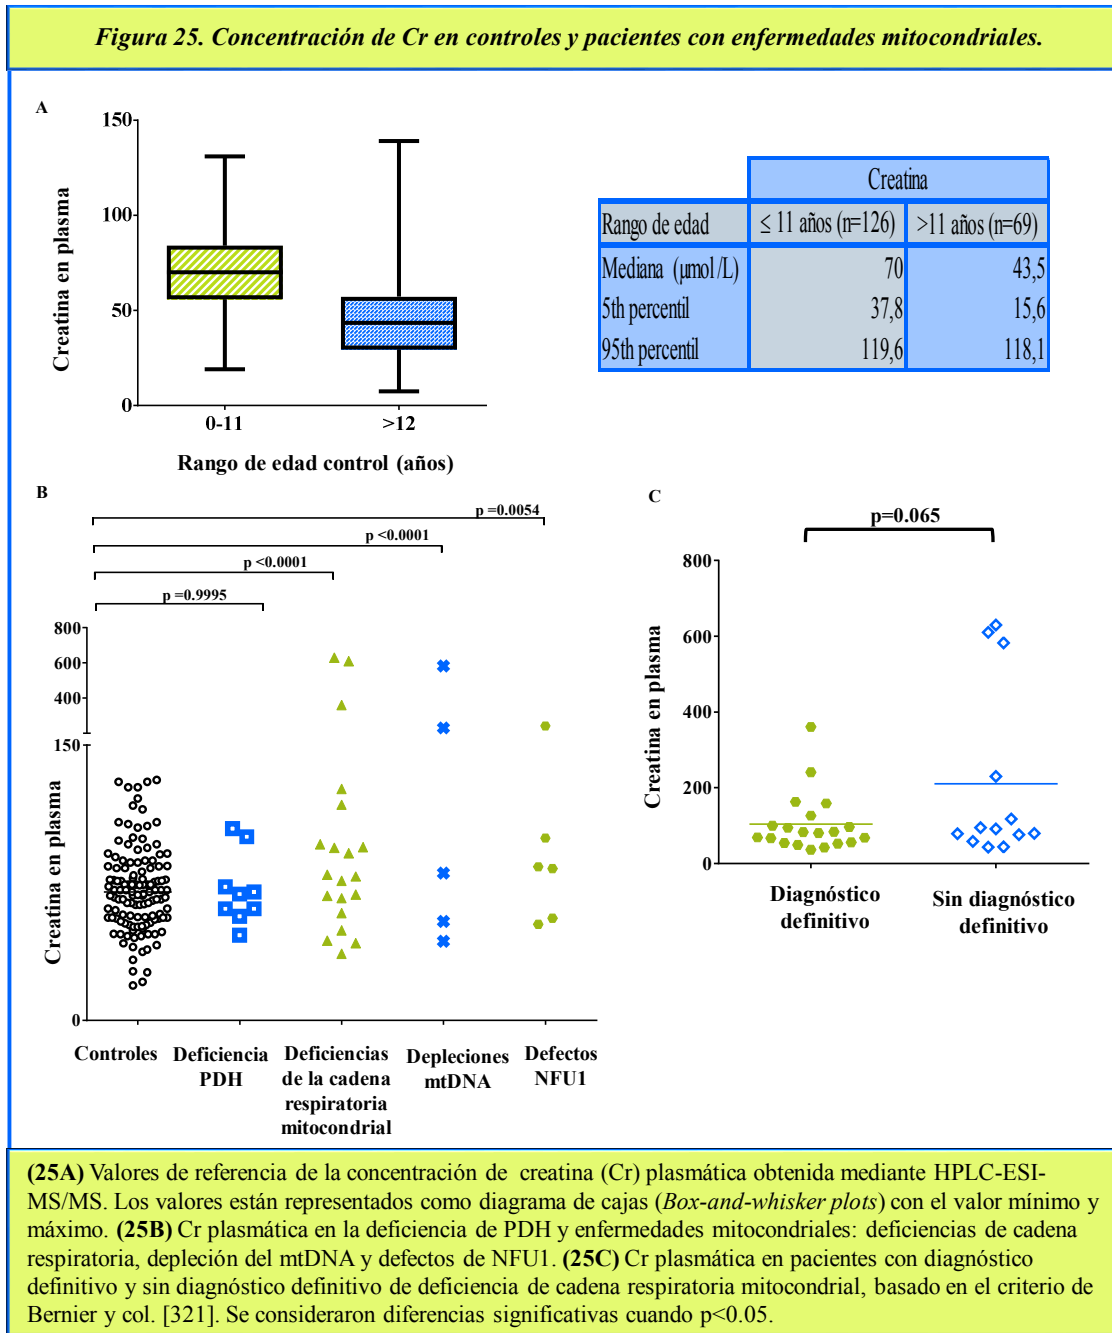 Figura 25. Concentración de Cr en controles y pacientes con enfermedades mitocondriales.
A
150
100
50
0
Creatina en plasma
0-11
>12
Rango de edad control (años)
Creatina
Rango de edad
≤ 11 años (n=126)
>11 años (n=69)
Mediana (µmol/L)
70
43,5
5th percentil
37,8
15,6
95th percentil
119,6
118,1
B
p =0.0054
p <0.0001
p <0.0001
p =0.9995
800
600
400
150
0
Creatina en plasma
Controles
Deficiencia
PDH
Deficiencias
de la cadena
respiratoria
mitocondrial
Depleciones
mtDNA
Defectos
NFU1
C
p=0.065
800
600
400
200
0
Creatina en plasma
Diagnóstico
definitivo
Sin diagnóstico
definitivo
(25A) Valores de referencia de la concentración de creatina (Cr) plasmática obtenida mediante HPLC-ESI-
MS/MS. Los valores están representados como diagrama de cajas (Box-and-whisker plots) con el valor mínimo y
máximo. (25B) Cr plasmática en la deficiencia de PDH y enfermedades mitocondriales: deficiencias de cadena
respiratoria, depleción del mtDNA y defectos de NFU1. (25C) Cr plasmática en pacientes con diagnóstico
definitivo y sin diagnóstico definitivo de deficiencia de cadena respiratoria mitocondrial, basado en el criterio de
Bernier y col. [321]. Se consideraron diferencias significativas cuando p<0.05.